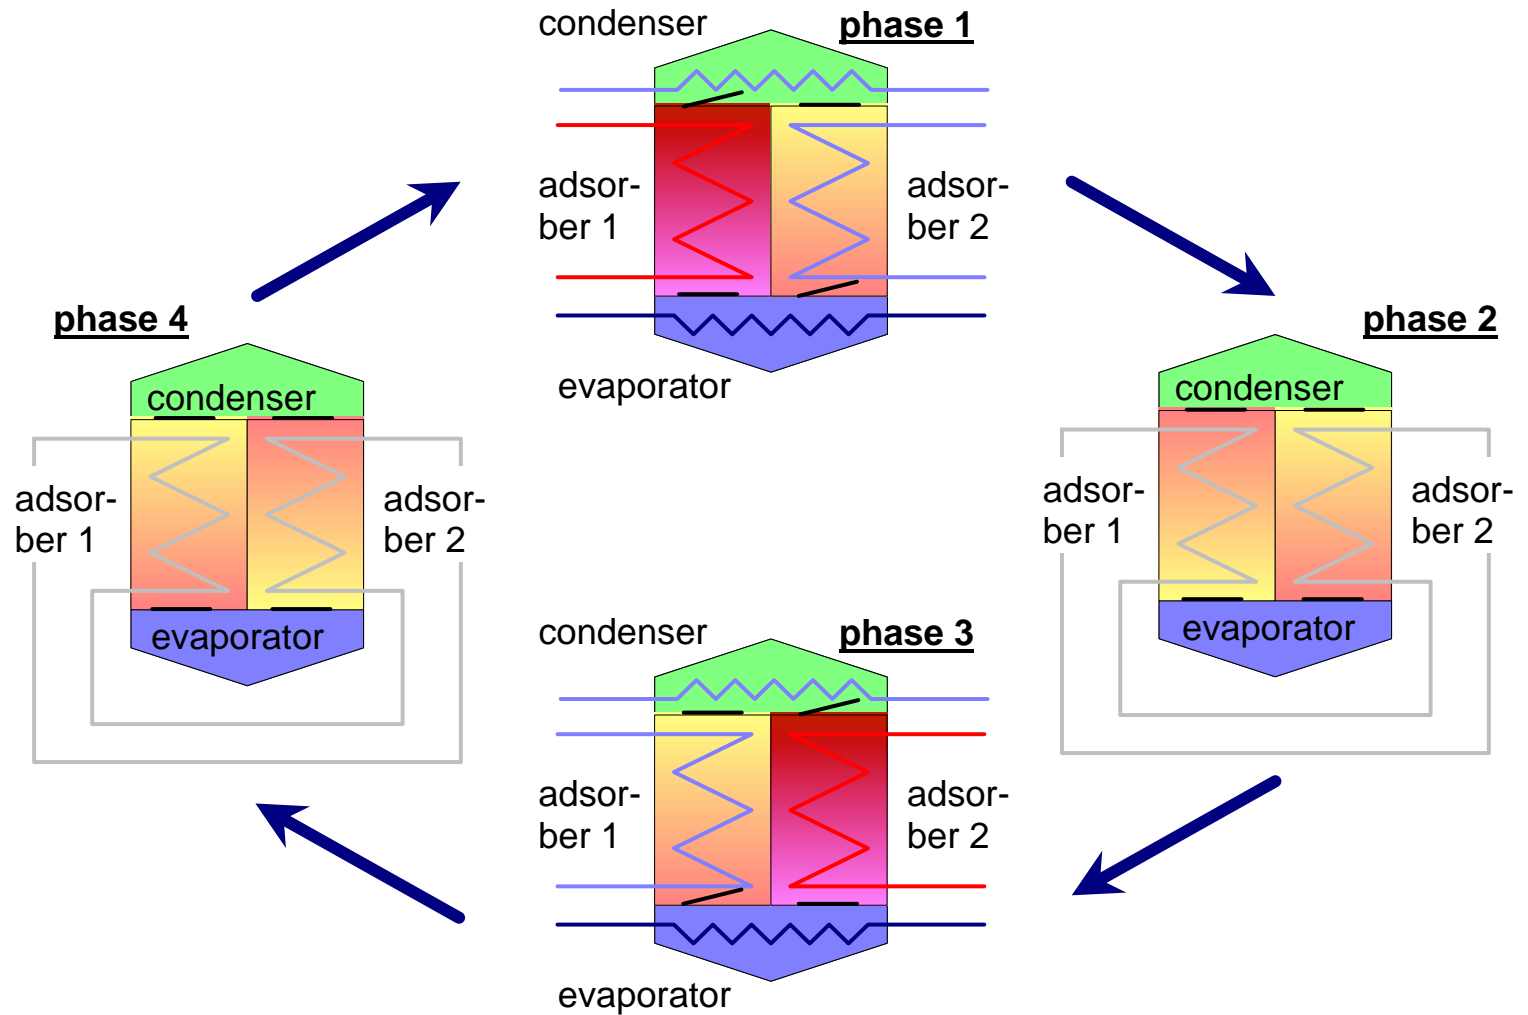 condenser
phase 1
adsor-
ber 1
adsor-
ber 2
evaporator
phase 4
condenser
adsor-
ber 1
adsor-
ber 2
evaporator
phase 2
condenser
adsor-
ber 1
adsor-
ber 2
evaporator
condenser
phase 3
adsor-
ber 1
adsor-
ber 2
evaporator